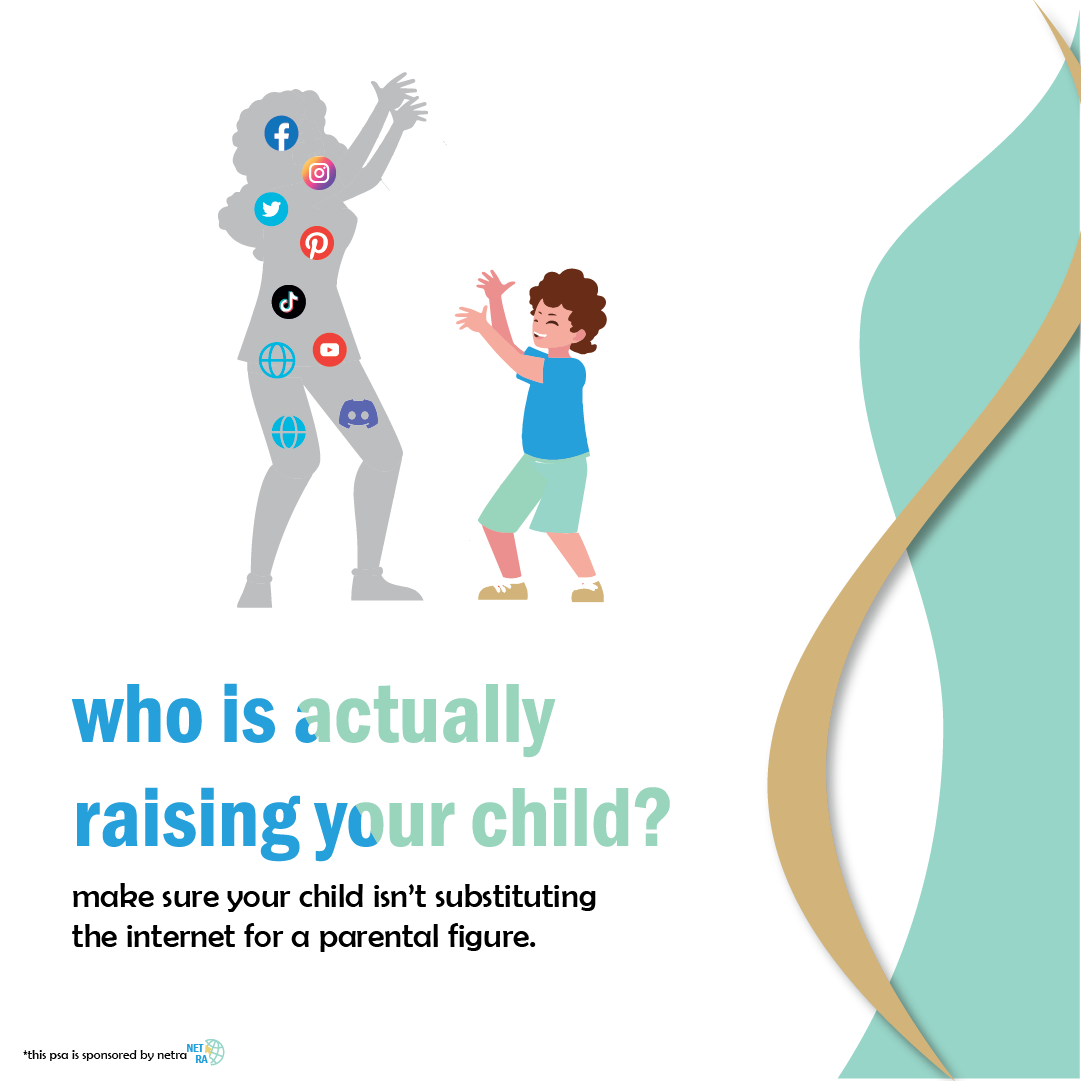 who is actually
raising your child?
make sure your child isn't substituting
the internet for a parental figure.
*this psa is sponsored by netra
NET
RA